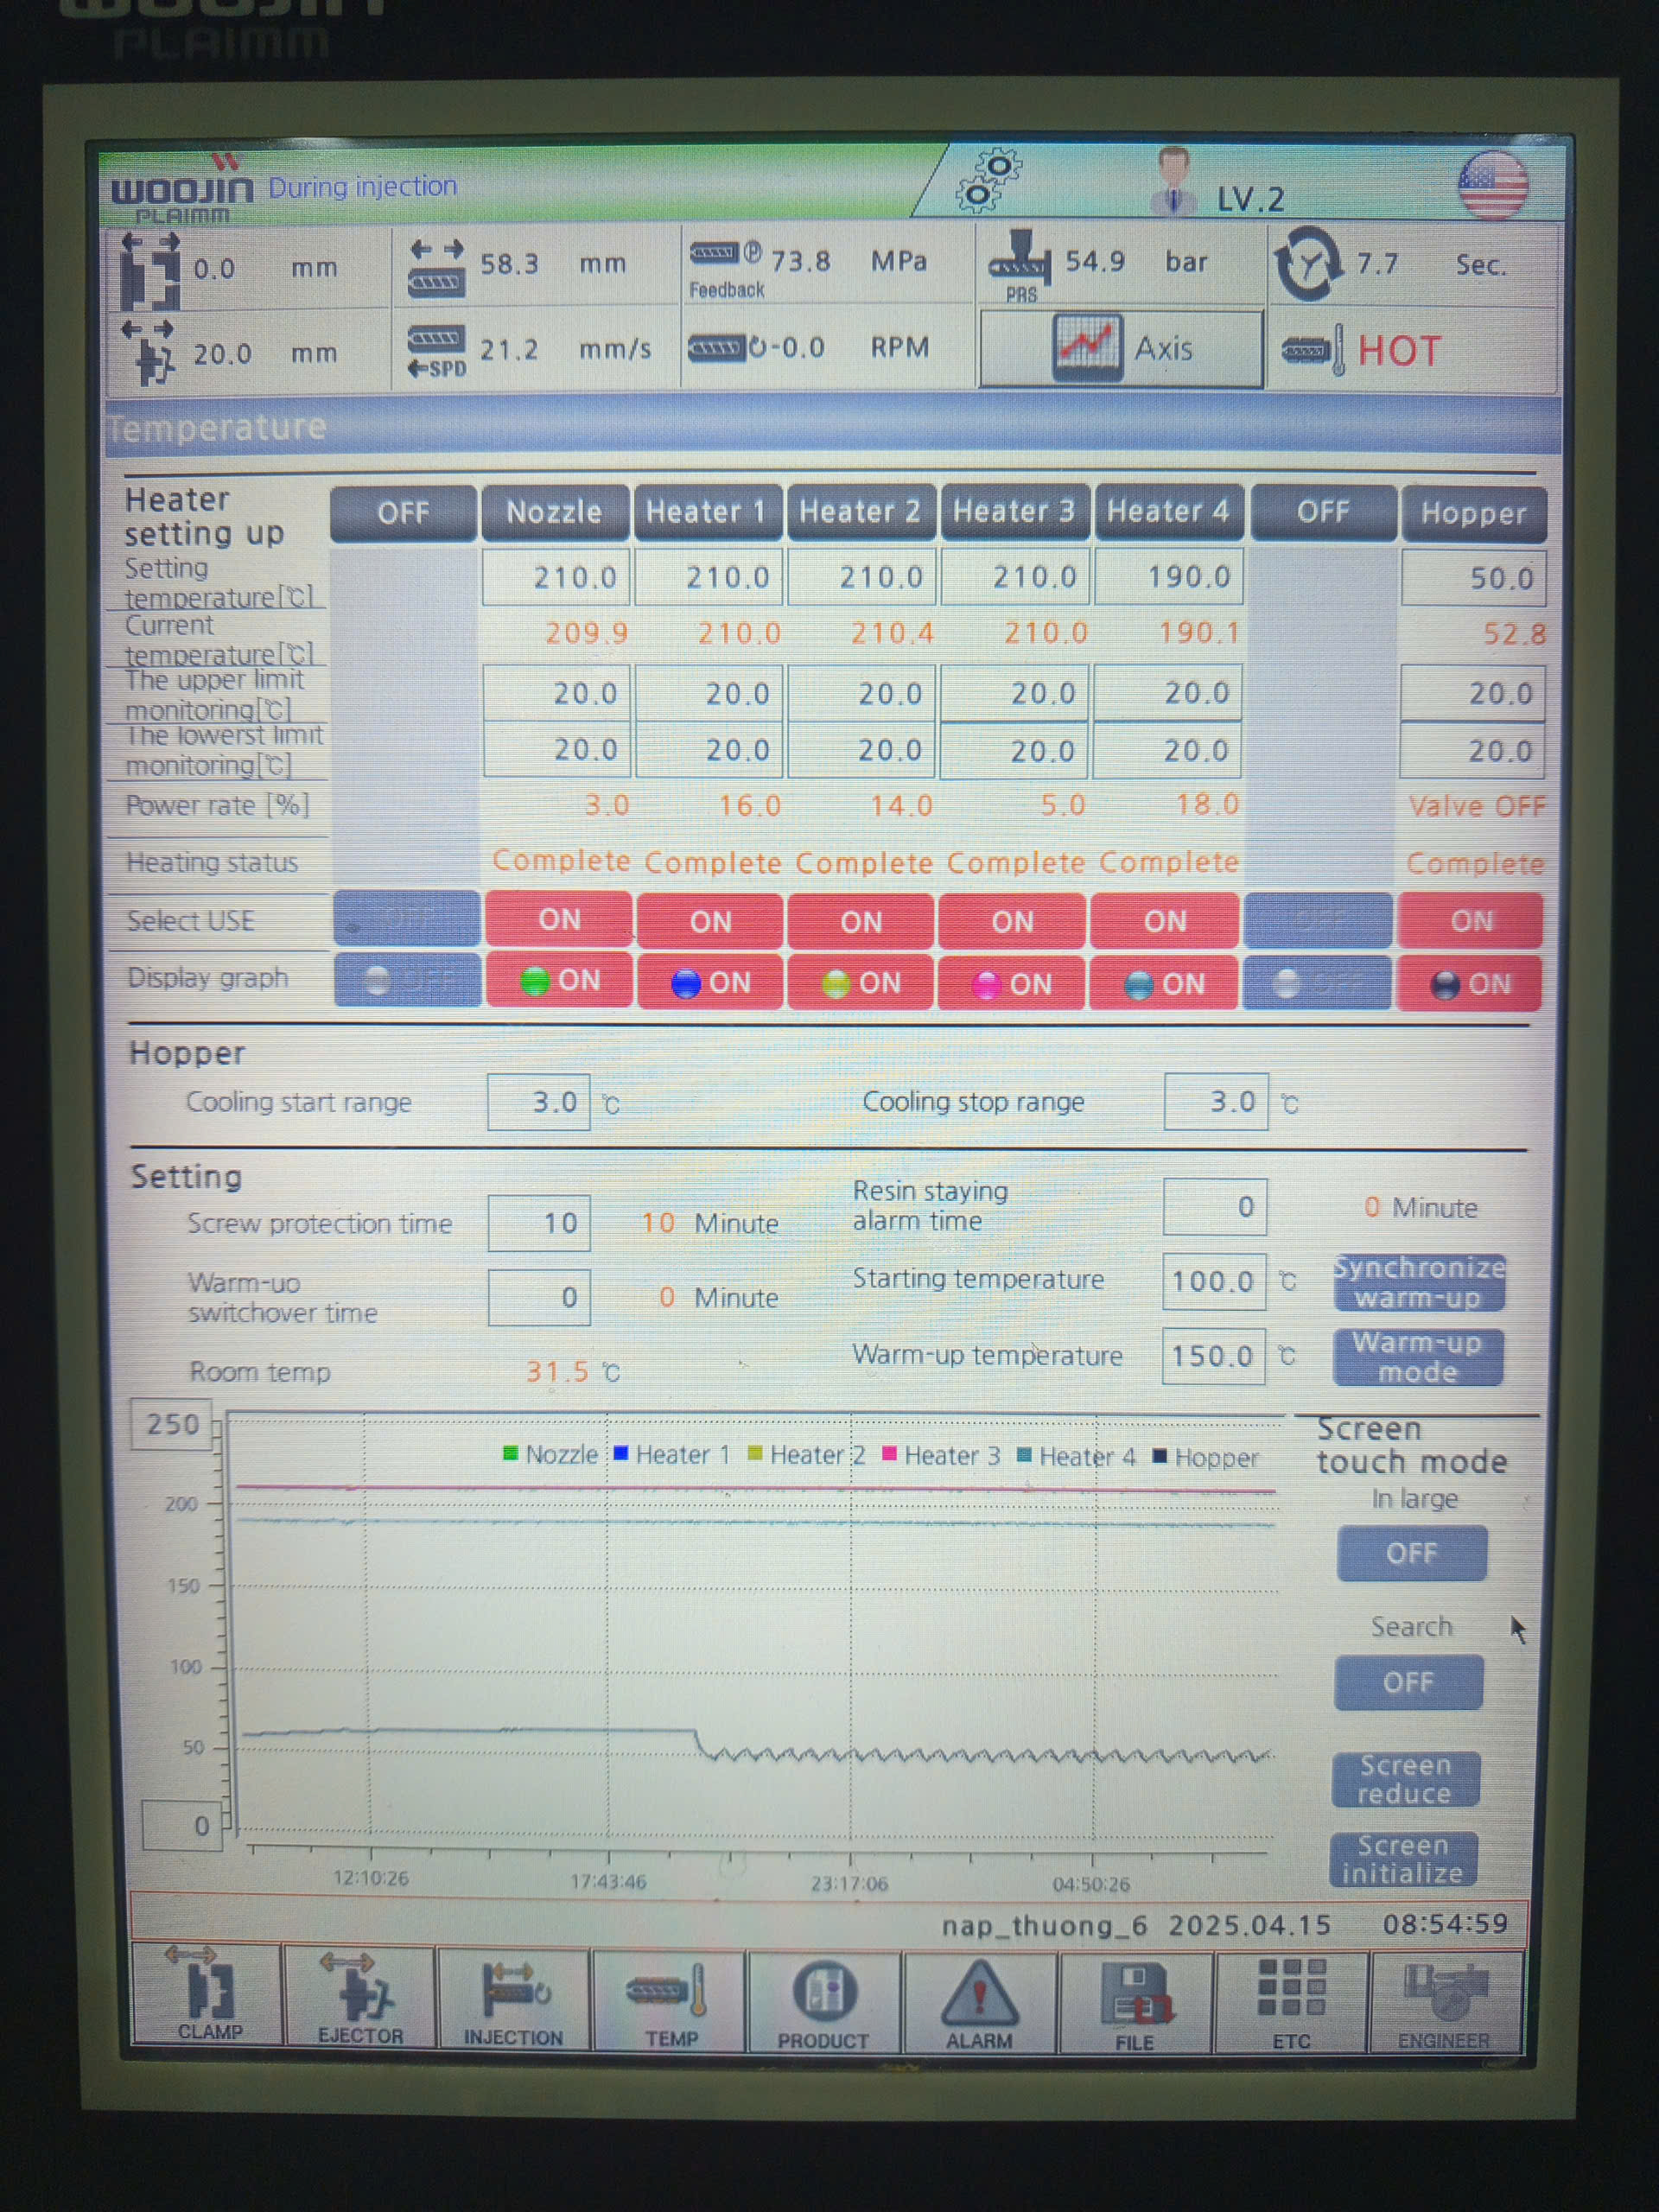 WOOJIN
PLAIMM
WOOJIN During injection LV.2
PLAIMM
0.0 mm 58.3 mm Feedback 73.8 MPa PRS 54.9 bar 7.7 Sec.
20.0 mm SPD 21.2 mm/s -0.0 RPM Axis HOT
Temperature
Heater setting up OFF Nozzle Heater 1 Heater 2 Heater 3 Heater 4 OFF Hopper
Setting temperature[℃] 210.0 210.0 210.0 210.0 190.0 50.0
Current temperature[℃] 209.9 210.0 210.4 210.0 190.1 52.8
The upper limit monitoring[℃] 20.0 20.0 20.0 20.0 20.0 20.0
The lowerst limit monitoring[℃] 20.0 20.0 20.0 20.0 20.0 20.0
Power rate [%] 3.0 16.0 14.0 5.0 18.0 Valve OFF
Heating status Complete Complete Complete Complete Complete Complete
Select USE OFF ON ON ON ON ON OFF ON
Display graph OFF ON ON ON ON ON OFF ON
Hopper
Cooling start range 3.0 ℃ Cooling stop range 3.0 ℃
Setting
Screw protection time 10 10 Minute Resin staying alarm time 0 0 Minute
Warm-uo switchover time 0 0 Minute Starting temperature 100.0 ℃ Synchronize warm-up
Room temp 31.5 ℃ Warm-up temperature 150.0 ℃ Warm-up mode
250
Nozzle Heater 1 Heater 2 Heater 3 Heater 4 Hopper
200
150
100
50
0
12:10:26 17:43:46 23:17:06 04:50:26
Screen touch mode
In large
OFF
Search
OFF
Screen reduce
Screen initialize
nap_thuong_6 2025.04.15 08:54:59
CLAMP EJECTOR INJECTION TEMP PRODUCT ALARM FILE ETC ENGINEER